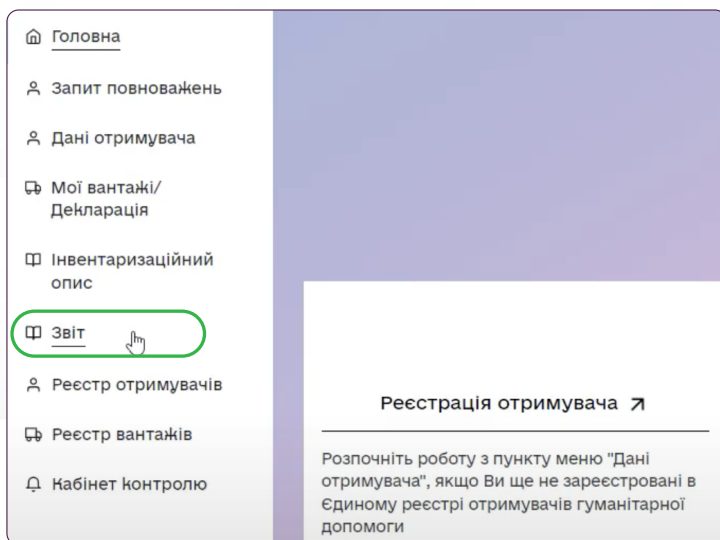 Головна
Запит повноважень
Дані отримувача
Мої вантажі/
Декларація
Інвентаризаційний
опис
Звіт
Реєстр отримувачів
Реєстр вантажів
Кабінет контролю
Реєстрація отримувача
Розпочніть роботу з пункту меню "Дані
отримувача", якщо Ви ще не зареєстровані в
Єдиному реєстрі отримувачів гуманітарної
допомоги